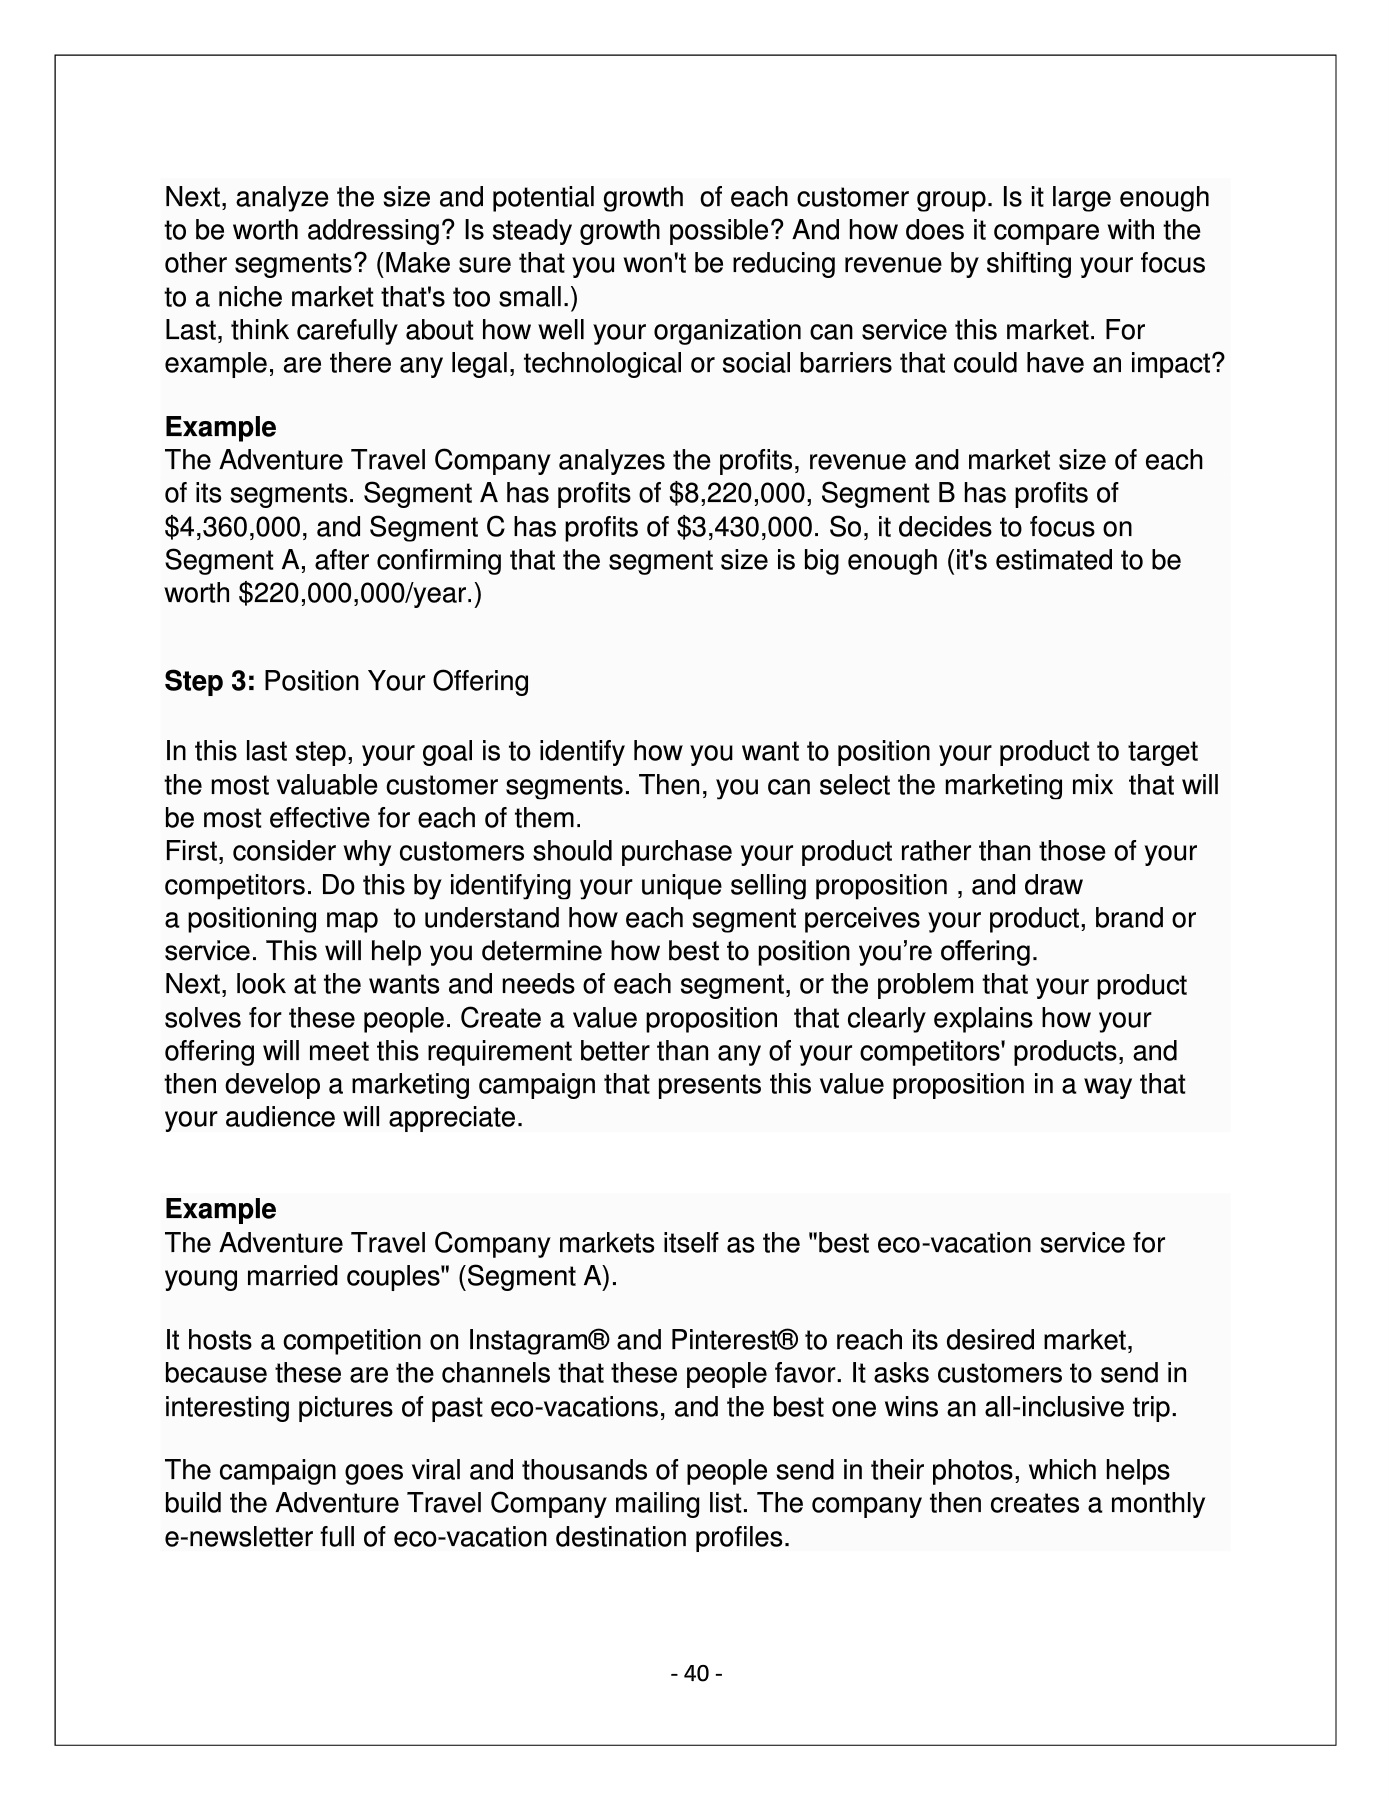 Next, analyze the size and potential growth  of each customer group. Is it large enough
to be worth addressing? Is steady growth possible? And how does it compare with the
other segments? (Make sure that you won't be reducing revenue by shifting your focus
to a niche market that's too small.)
Last, think carefully about how well your organization can service this market. For
example, are there any legal, technological or social barriers that could have an impact?
Example
The Adventure Travel Company analyzes the profits, revenue and market size of each
of its segments. Segment A has profits of $8,220,000, Segment B has profits of
$4,360,000, and Segment C has profits of $3,430,000. So, it decides to focus on
Segment A, after confirming that the segment size is big enough (it's estimated to be
worth $220,000,000/year.)
Step 3: Position Your Offering
In this last step, your goal is to identify how you want to position your product to target
the most valuable customer segments. Then, you can select the marketing mix  that will
be most effective for each of them.
First, consider why customers should purchase your product rather than those of your
competitors. Do this by identifying your unique selling proposition , and draw
a positioning map  to understand how each segment perceives your product, brand or
service. This will help you determine how best to position you’re offering.
Next, look at the wants and needs of each segment, or the problem that your product
solves for these people. Create a value proposition  that clearly explains how your
offering will meet this requirement better than any of your competitors' products, and
then develop a marketing campaign that presents this value proposition in a way that
your audience will appreciate.
Example
The Adventure Travel Company markets itself as the "best eco-vacation service for
young married couples" (Segment A).
It hosts a competition on Instagram® and Pinterest® to reach its desired market,
because these are the channels that these people favor. It asks customers to send in
interesting pictures of past eco-vacations, and the best one wins an all-inclusive trip.
The campaign goes viral and thousands of people send in their photos, which helps
build the Adventure Travel Company mailing list. The company then creates a monthly
e-newsletter full of eco-vacation destination profiles.
- 40 -